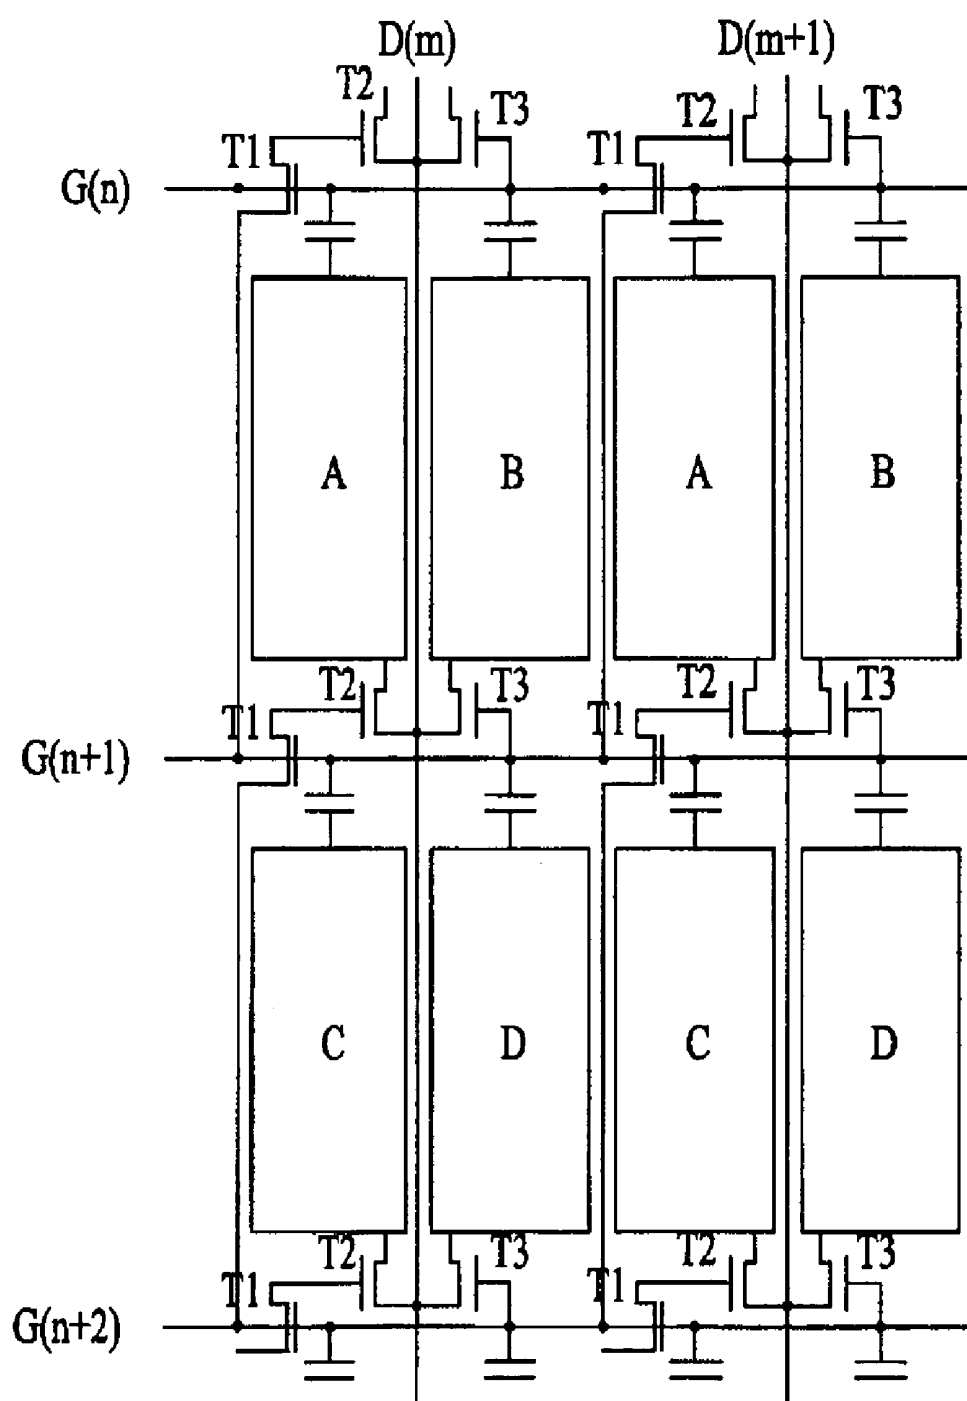 D(m) D(m+1)
T2 T3 T2 T3
T1 T1
G(n)
A B A B
T2 T3 T2 T3
T1 T1
G(n+1)
C D C D
T2 T3 T2 T3
T1 T1
G(n+2)